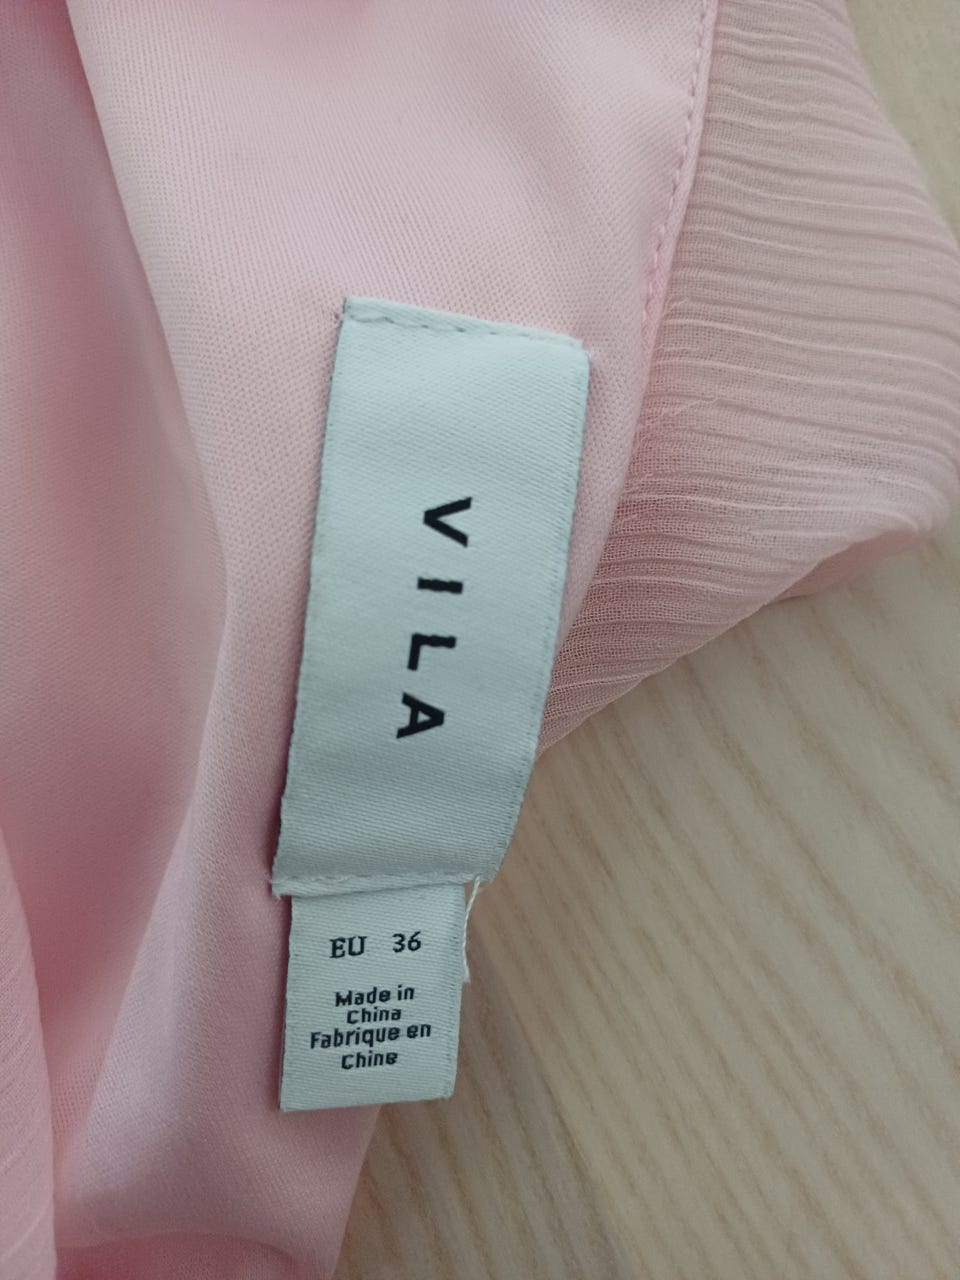 VILA
EU 36
Made in
China
Fabrique en
Chine